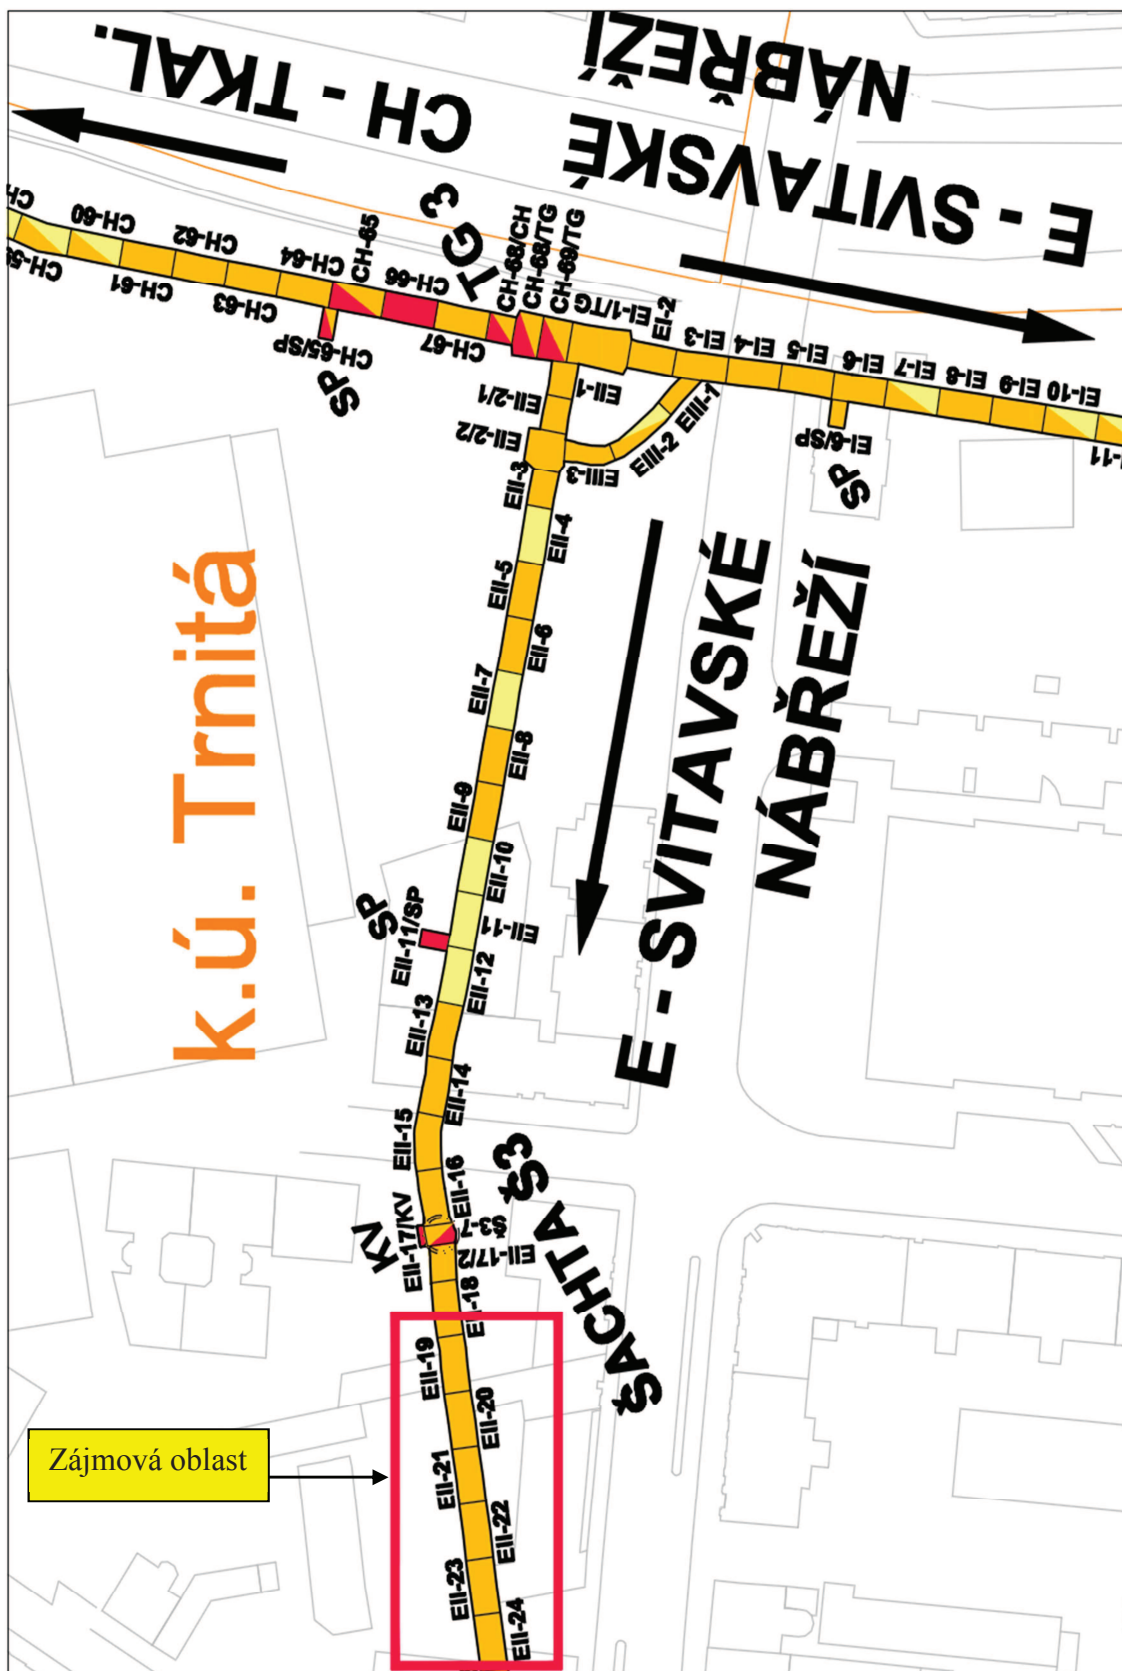 CH - TKAL.
E - SVITAVSKÉ
NÁBŘEŽÍ
CH-60
CH-61
CH-62
CH-63
CH-64
CH-65
CH-65/SP
SP
CH-66
CH-67
TG 3
CH-68/CH
CH-68/TG
CH-69/TG
EI-1/TG
EI-2
EI-3
EI-4
EI-5
EI-6
EI-7
EI-8
EI-9
EI-10
EI-6/SP
SP
EII-1
EII-2/1
EII-2/2
EIII-1
EIII-2
EIII-3
EII-3
EII-4
EII-5
EII-6
EII-7
EII-8
EII-9
EII-10
EII-11
SP
EII-11/SP
EII-12
EII-13
EII-14
EII-15
EII-16
KV
EII-17/KV
Š3-7
EII-17/2
ŠACHTA Š3
EII-18
EII-19
EII-20
EII-21
EII-22
EII-23
EII-24
k.ú. Trnitá
E - SVITAVSKÉ
NÁBŘEŽÍ
Zájmová oblast